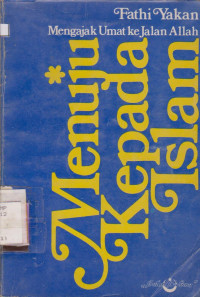 Fathi Yakan
Mengajak Umat ke Jalan Allah
Menuju
Kepada
Islam